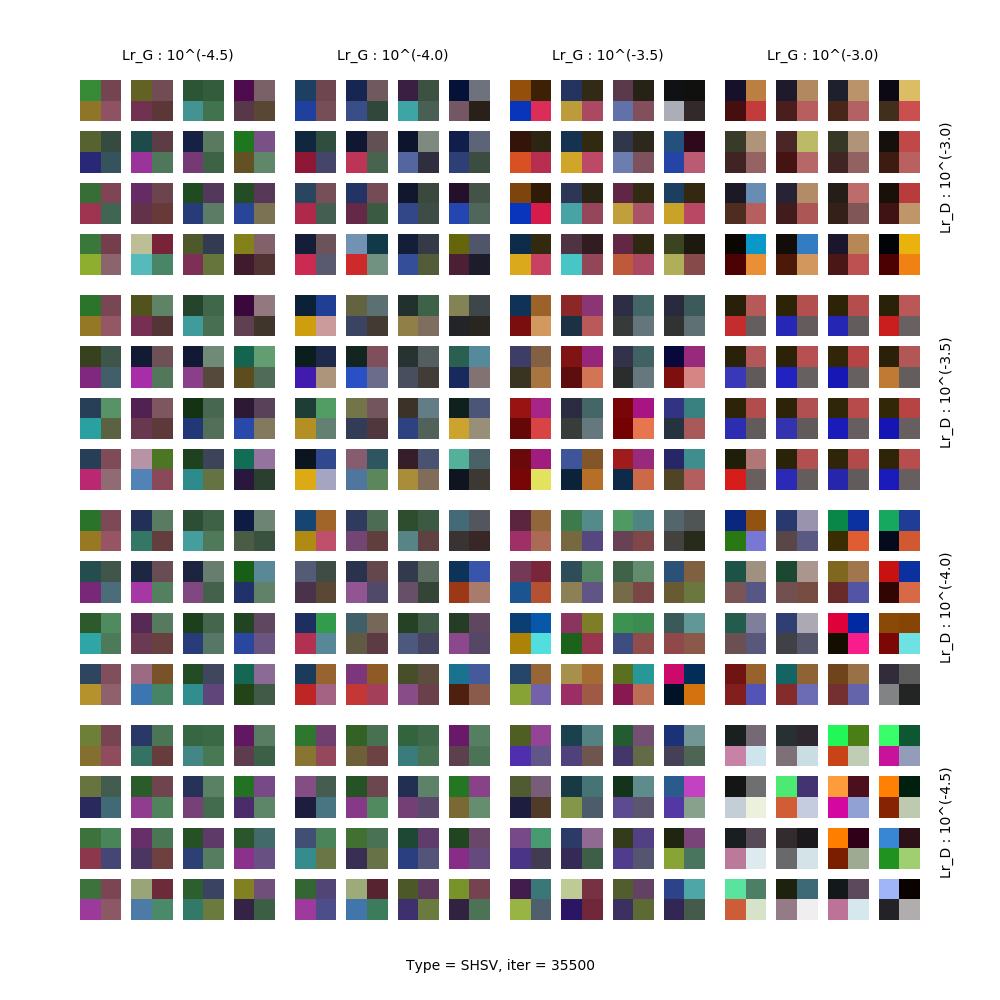 Lr_G : 10^(-4.5)
Lr_G : 10^(-4.0)
Lr_G : 10^(-3.5)
Lr_G : 10^(-3.0)
Lr_D : 10^(-3.0)
Lr_D : 10^(-3.5)
Lr_D : 10^(-4.0)
Lr_D : 10^(-4.5)
Type = SHSV, iter = 35500